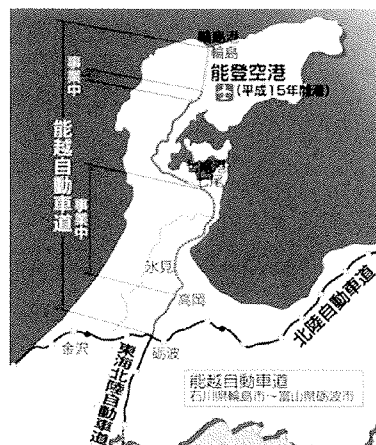 輪島港
輪島
能登空港
(平成15年開港)
事業中
能越自動車道
事業中
氷見
高岡
北陸自動車道
金沢
砺波
東海北陸自動車道
能越自動車道
石川県輪島市～富山県砺波市